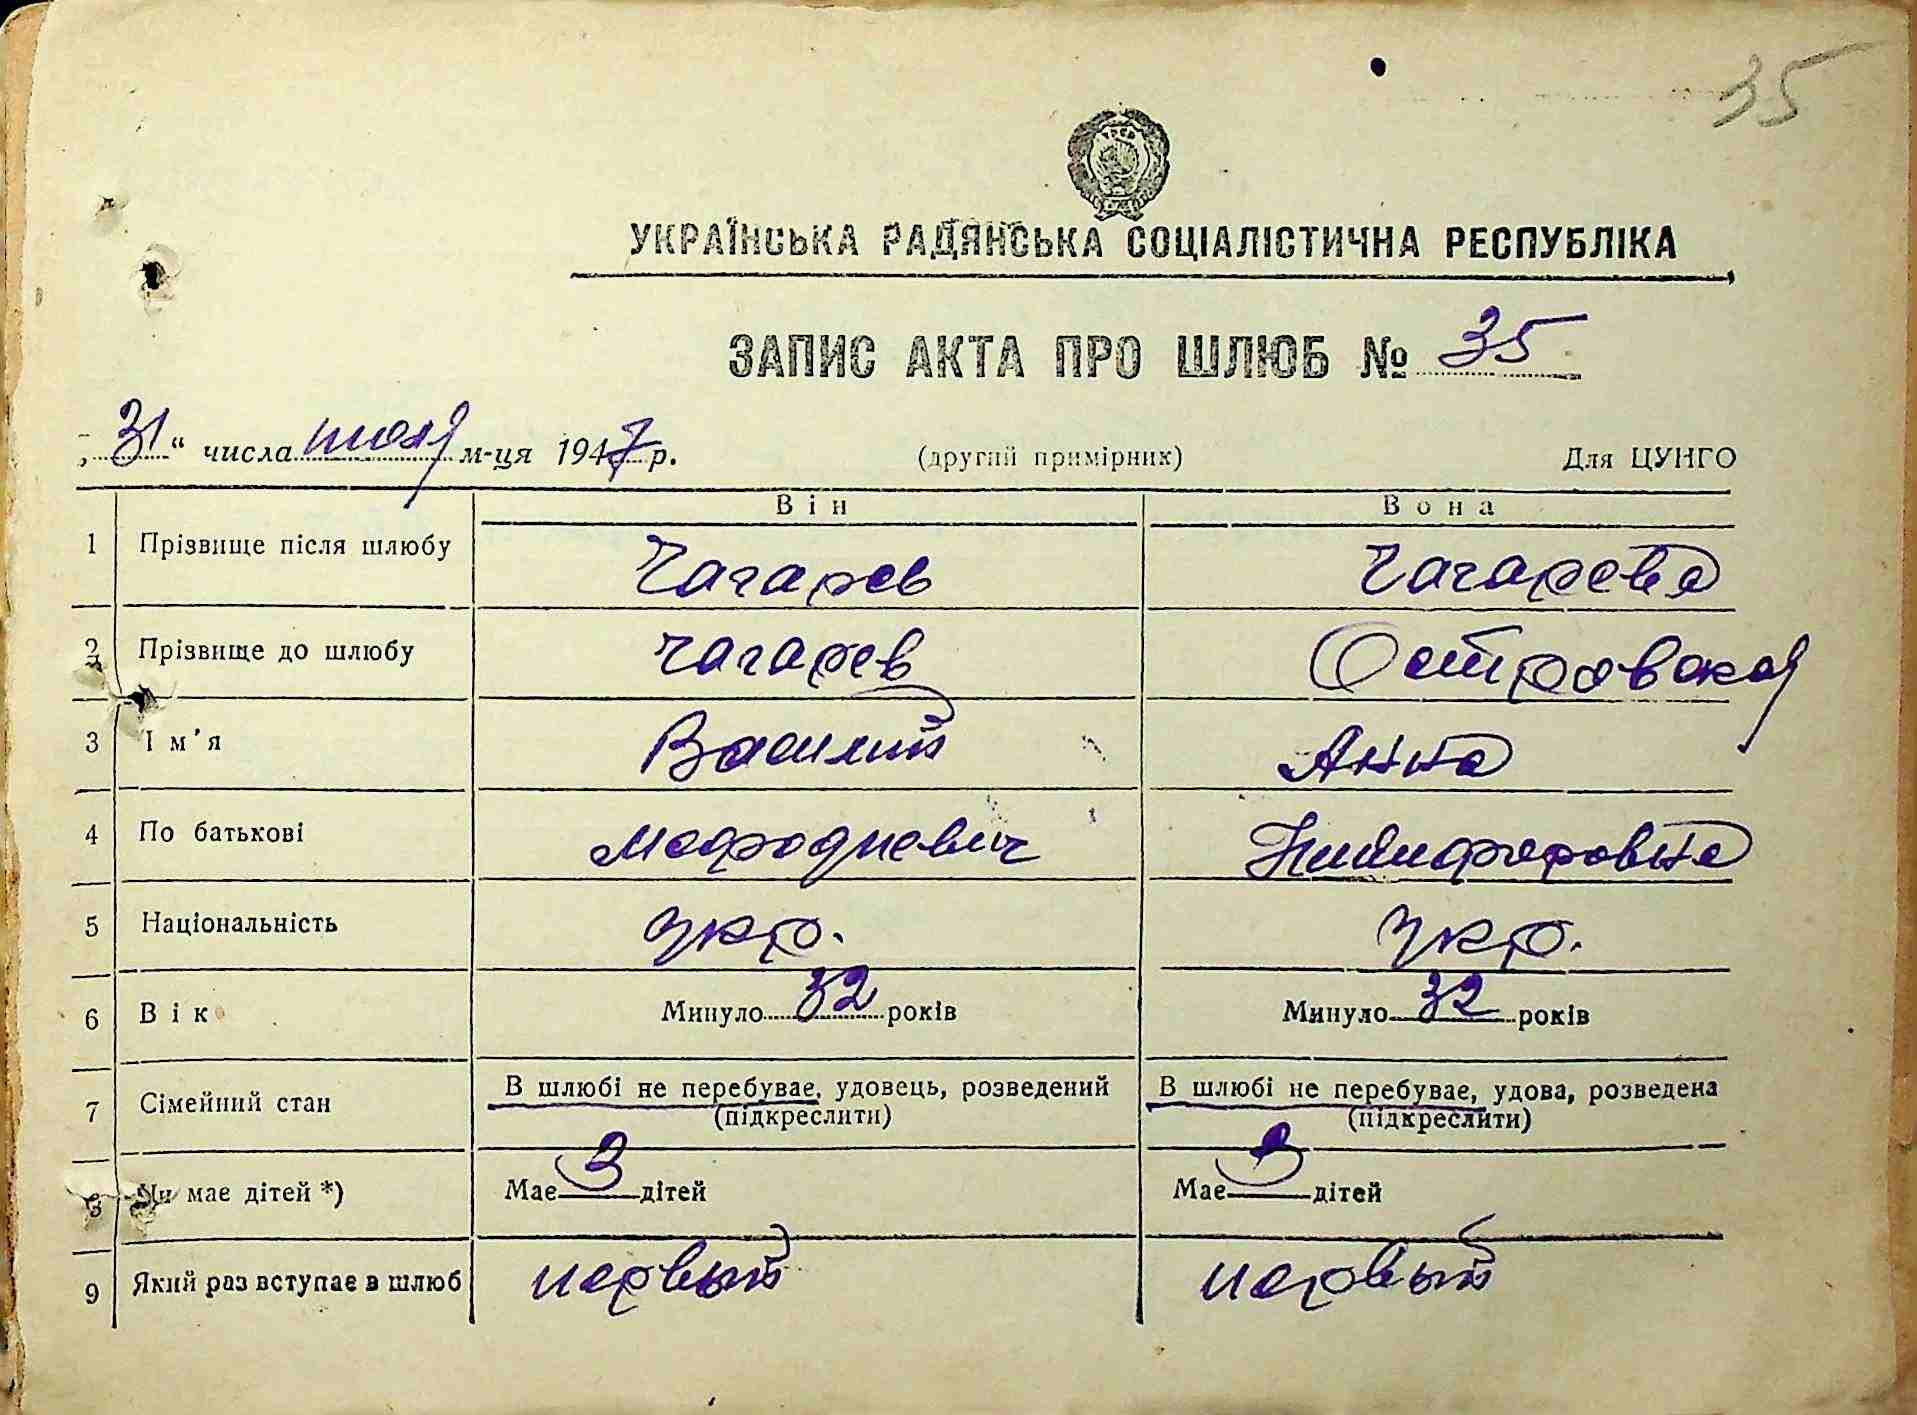 35
УКРАЇНСЬКА РАДЯНСЬКА СОЦІАЛІСТИЧНА РЕСПУБЛІКА
ЗАПИС АКТА ПРО ШЛЮБ № 35
„31“ числа июля м-ця 1947 р. (другий примірник) Для ЦУНГО
Він Вона
1 Прізвище після шлюбу Чагарев Чагарева
2 Прізвище до шлюбу Чагарев Островская
3 Ім'я Василий Анна
4 По батькові Мефодиевич Никифоровна
5 Національність укр. укр.
6 Вік Минуло 32 років Минуло 32 років
7 Сімейний стан В шлюбі не перебуває, удовець, розведений В шлюбі не перебуває, удова, розведена
(підкреслити) (підкреслити)
8 Чи має дітей *) Має 3 дітей Має 3 дітей
9 Який раз вступає в шлюб первый первый